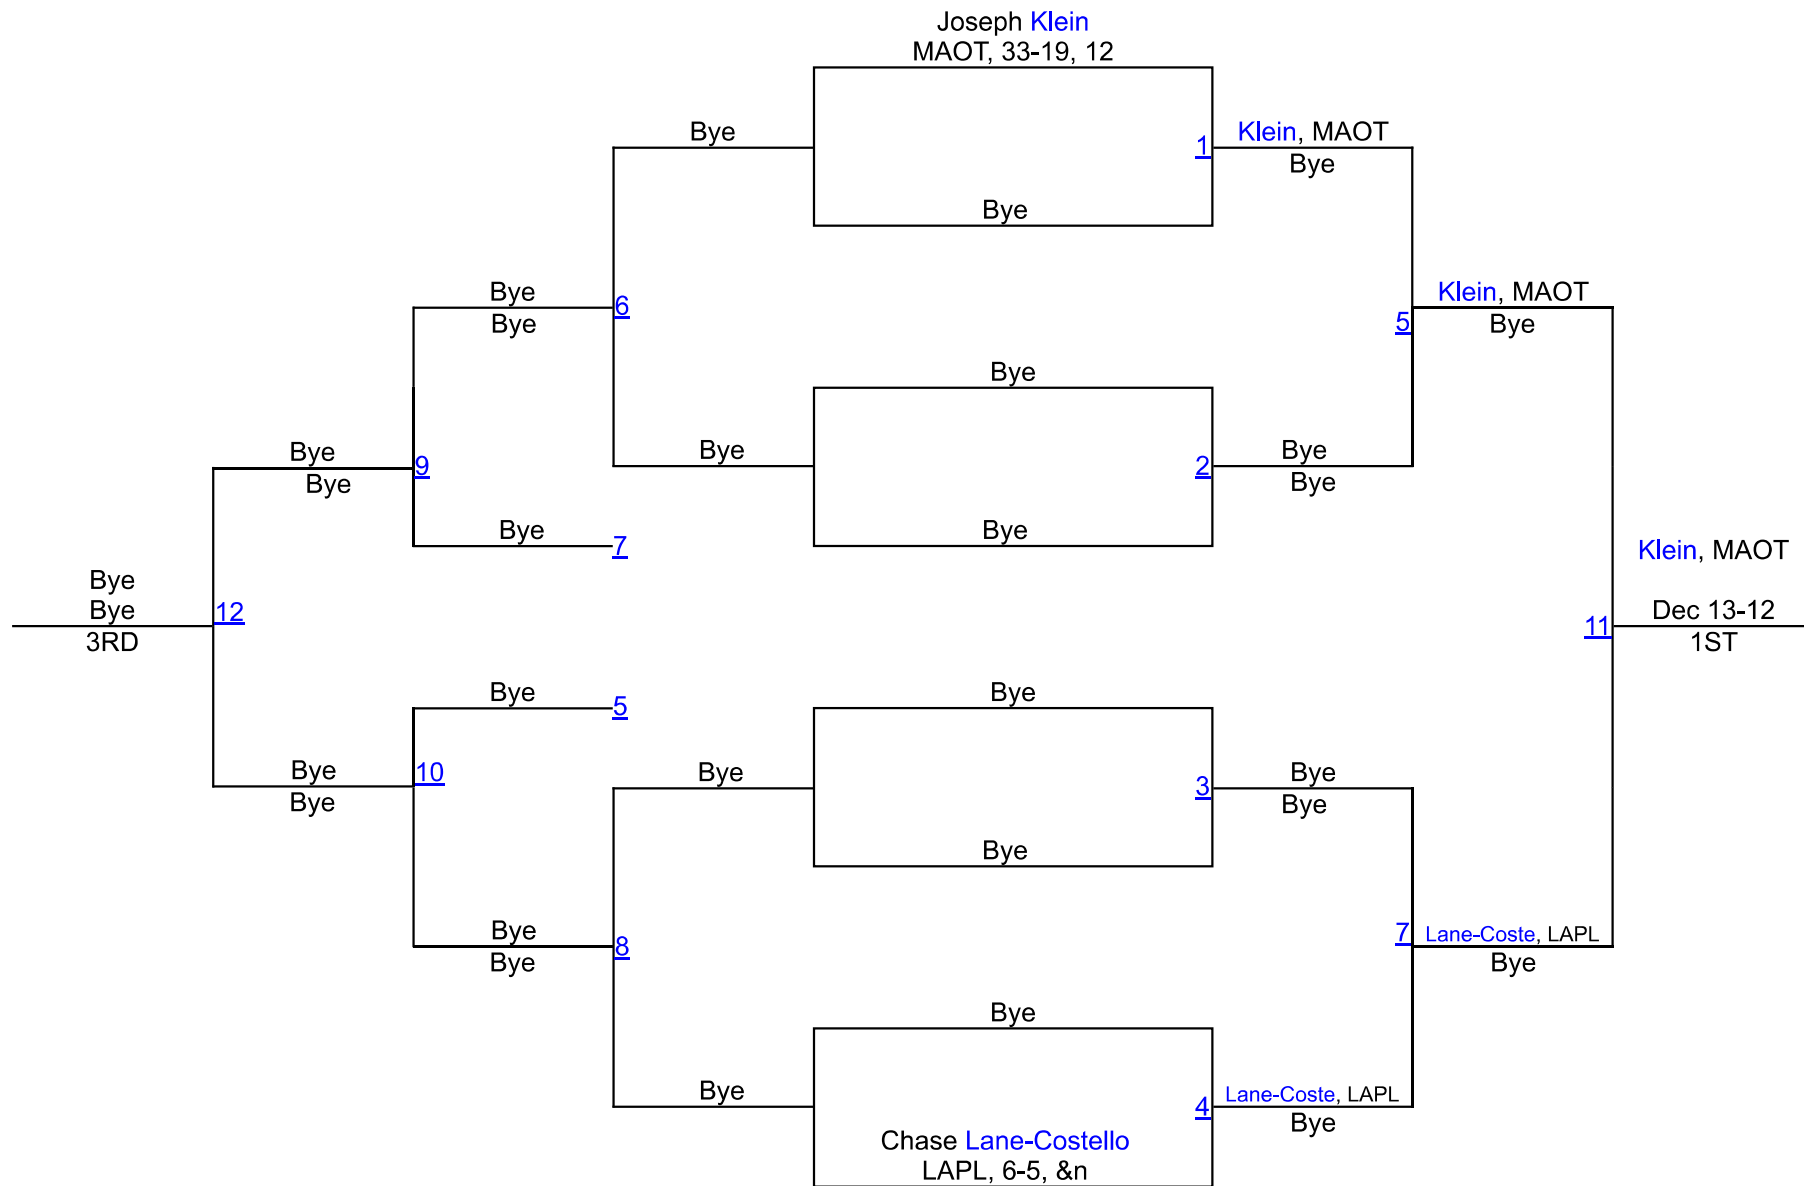 Joseph Klein
MAOT, 33-19, 12
Bye
1
Klein, MAOT
Bye
Bye
Bye
Bye
6
5
Klein, MAOT
Bye
Bye
Bye
2
Bye
Bye
Bye
Bye
Bye
9
Bye
7
Bye
Bye
3RD
12
Klein, MAOT
Dec 13-12
1ST
11
Bye
5
Bye
Bye
Bye
10
Bye
3
Bye
Bye
Bye
Bye
Bye
8
7
Lane-Coste, LAPL
Bye
Bye
Bye
4
Lane-Coste, LAPL
Bye
Chase Lane-Costello
LAPL, 6-5, &n